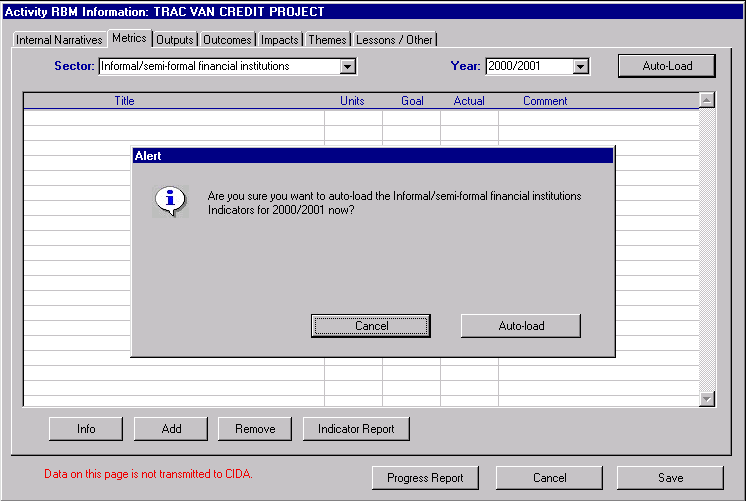 Activity RBM Information: TRAC VAN CREDIT PROJECT
Internal Narratives Metrics Outputs Outcomes Impacts Themes Lessons / Other
Sector: Informal/semi-formal financial institutions Year: 2000/2001 Auto-Load
Title Units Goal Actual Comment
Alert
Are you sure you want to auto-load the Informal/semi-formal financial institutions
Indicators for 2000/2001 now?
Cancel Auto-load
Info Add Remove Indicator Report
Data on this page is not transmitted to CIDA.
Progress Report Cancel Save